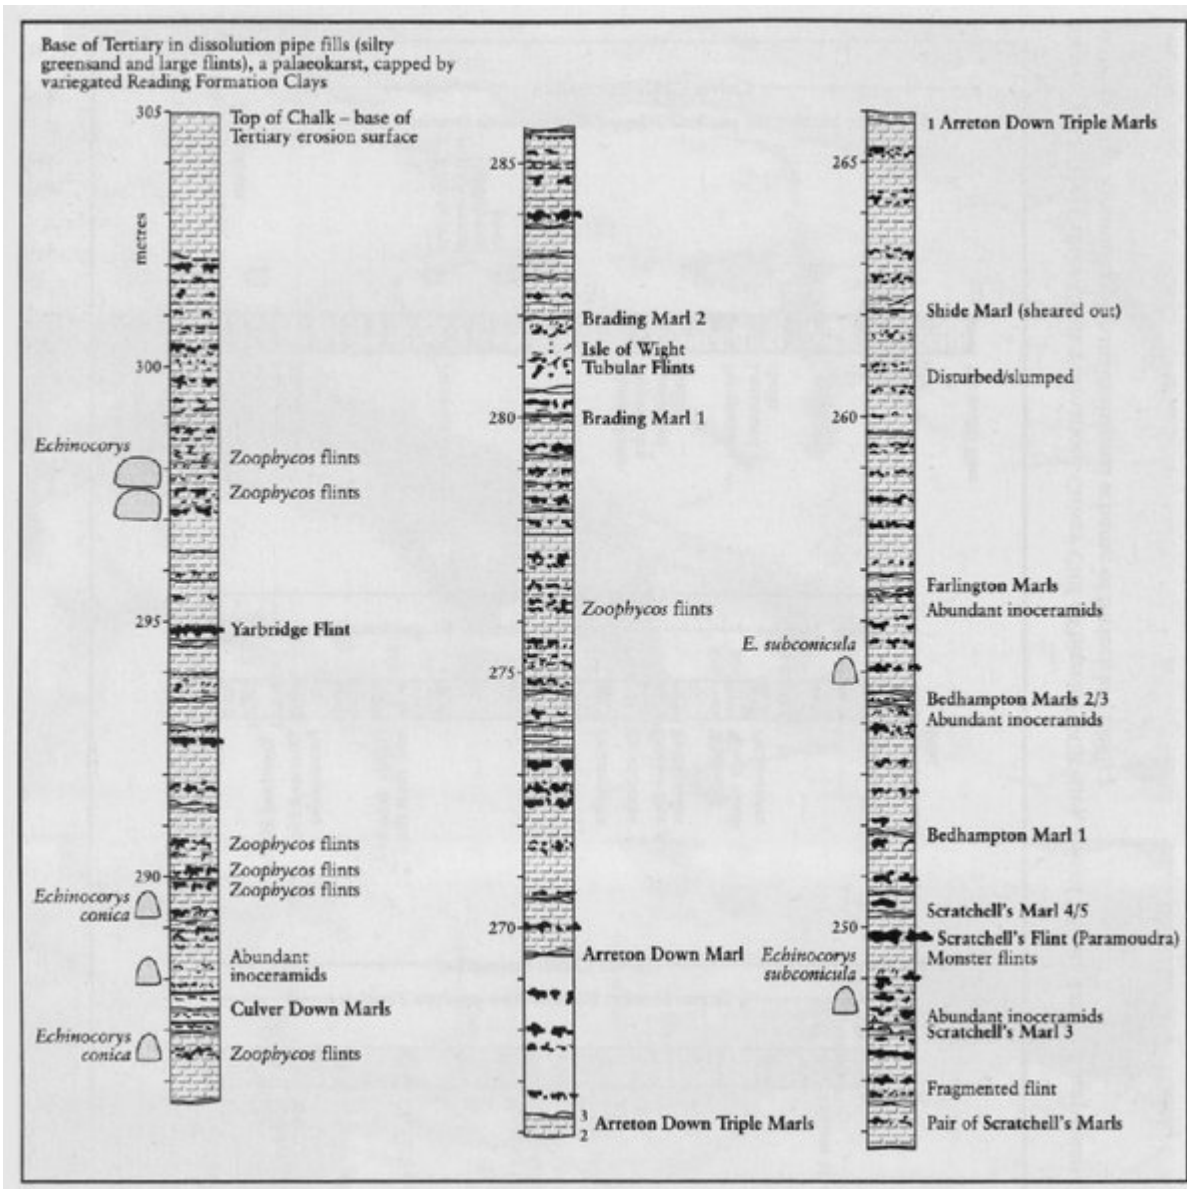 Base of Tertiary in dissolution pipe fills (silty
greensand and large flints), a palaeokarst, capped by
variegated Reading Formation Clays
305
Top of Chalk – base of
Tertiary erosion surface
metres
300
Echinocorys
Zoophycos flints
Zoophycos flints
295
Yarbridge Flint
Zoophycos flints
Zoophycos flints
290
Zoophycos flints
Echinocorys
conica
Abundant
inoceramids
Culver Down Marls
Echinocorys
conica
Zoophycos flints
285
Brading Marl 2
Isle of Wight
Tubular Flints
280
Brading Marl 1
Zoophycos flints
275
270
Arreton Down Marl
3
Arreton Down Triple Marls
2
1 Arreton Down Triple Marls
265
Shide Marl (sheared out)
Disturbed/slumped
260
Farlington Marls
Abundant inoceramids
E. subconicula
Bedhampton Marls 2/3
Abundant inoceramids
Bedhampton Marl 1
Scratchell's Marl 4/5
250
Scratchell's Flint (Paramoudra)
Monster flints
Echinocorys
subconicula
Abundant inoceramids
Scratchell's Marl 3
Fragmented flint
Pair of Scratchell's Marls